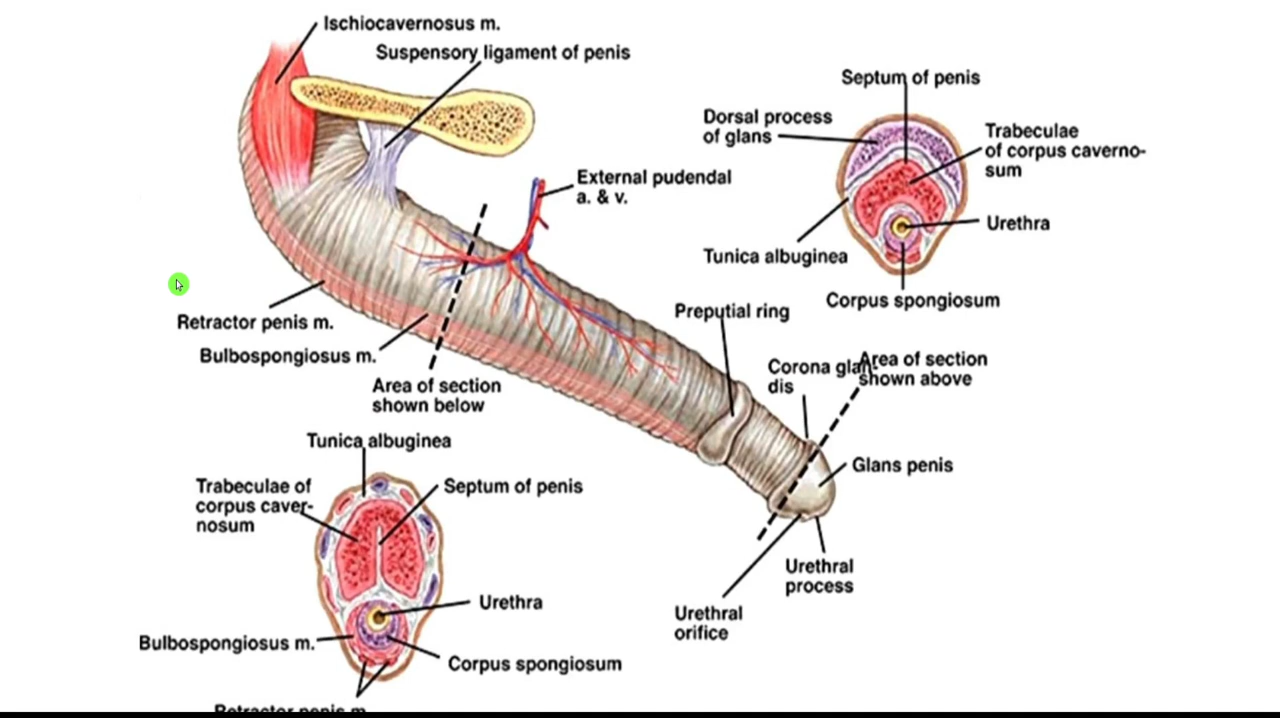 Ischiocavernosus m.
Suspensory ligament of penis
Septum of penis
Dorsal process
of glans
Trabeculae
of corpus caverno-
sum
External pudendal
a. & v.
Urethra
Tunica albuginea
Corpus spongiosum
Retractor penis m.
Preputial ring
Bulbospongiosus m.
Area of section
shown below
Corona glan-
dis
Area of section
shown above
Tunica albuginea
Glans penis
Trabeculae of
corpus caver-
nosum
Septum of penis
Urethral
process
Urethra
Urethral
orifice
Bulbospongiosus m.
Corpus spongiosum
Retractor penis m.